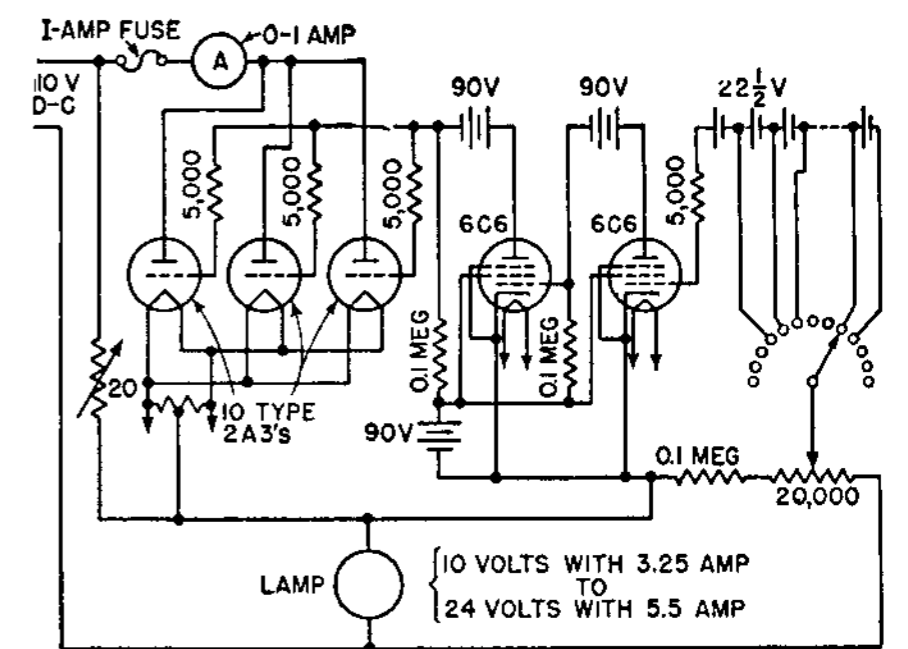 1-AMP FUSE
0-1 AMP
A
110 V
D-C
90V
90V
22½V
5,000
5,000
5,000
5,000
6C6
6C6
0.1 MEG
0.1 MEG
20
10 TYPE
2A3's
90V
0.1 MEG
20,000
LAMP
10 VOLTS WITH 3.25 AMP
TO
24 VOLTS WITH 5.5 AMP